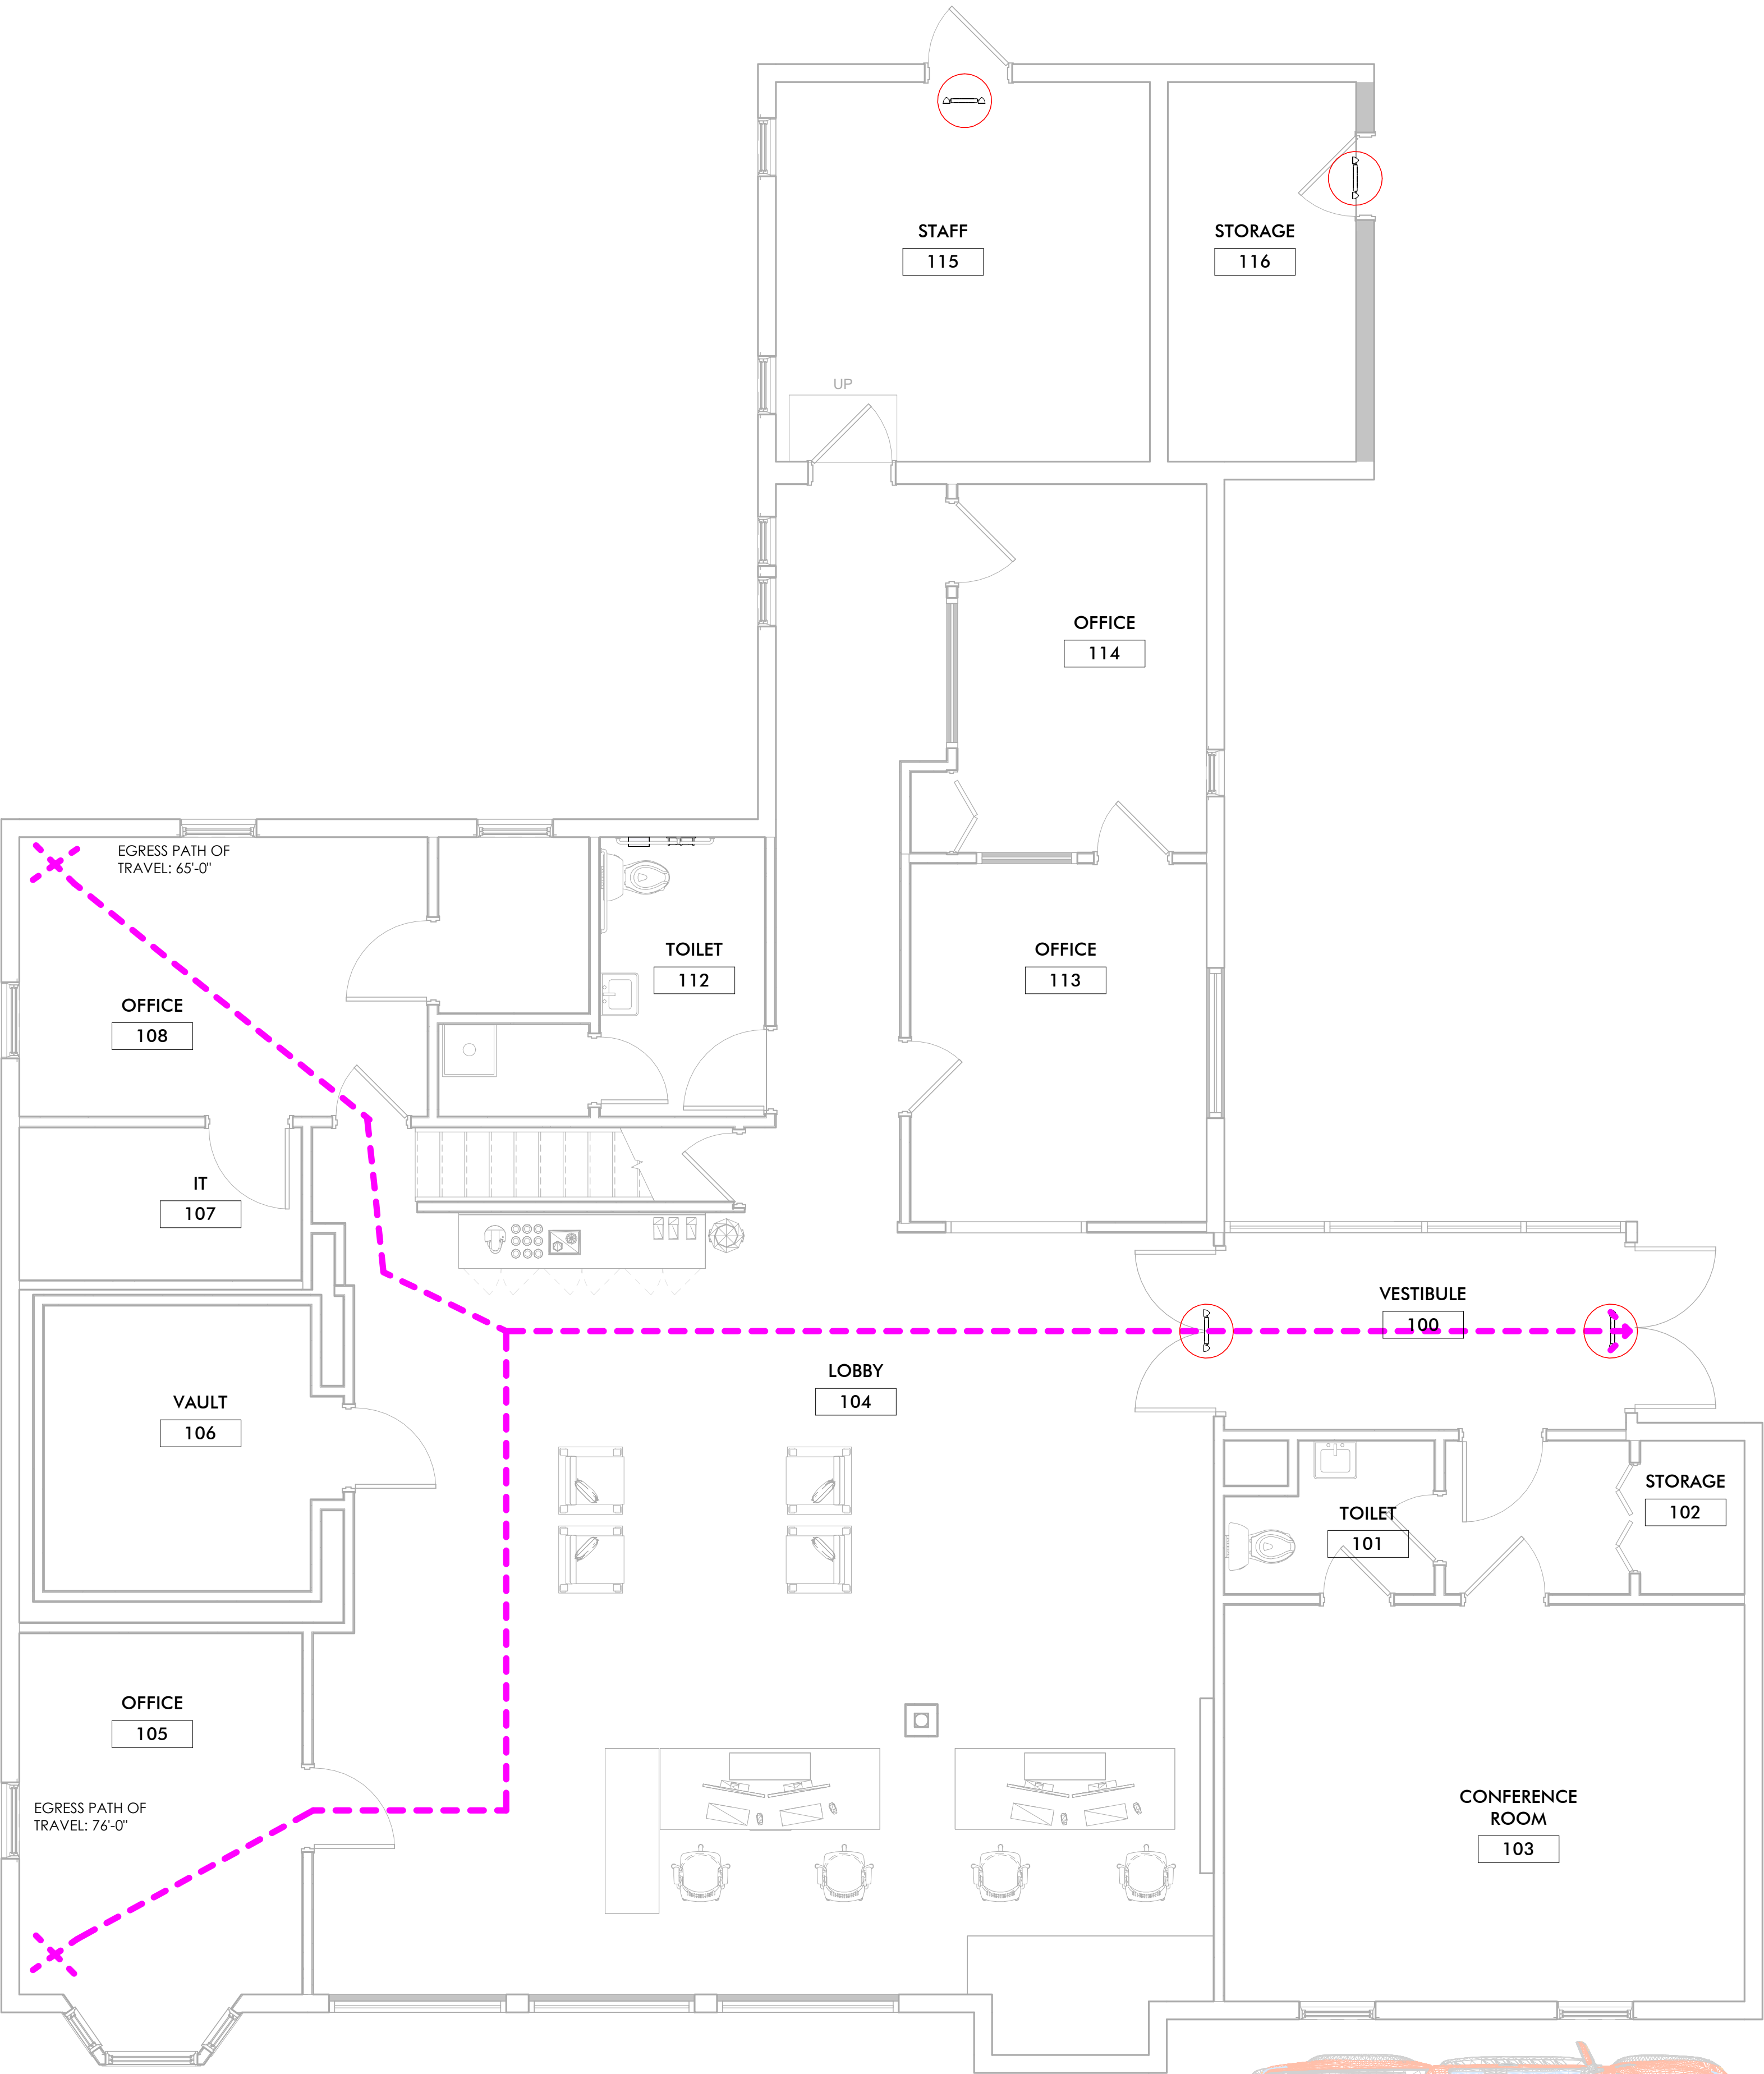 STAFF
115
STORAGE
116
UP
OFFICE
114
EGRESS PATH OF
TRAVEL: 65'-0"
TOILET
112
OFFICE
113
OFFICE
108
IT
107
VESTIBULE
100
LOBBY
104
VAULT
106
STORAGE
102
TOILET
101
OFFICE
105
EGRESS PATH OF
TRAVEL: 76'-0"
CONFERENCE
ROOM
103